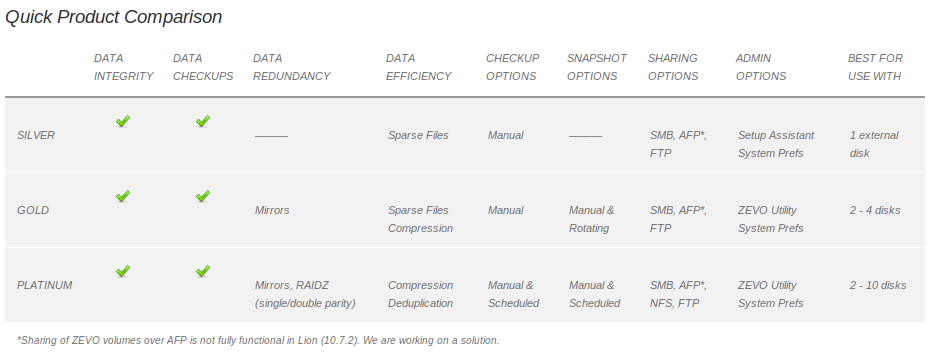 Quick Product Comparison
DATA INTEGRITY DATA CHECKUPS DATA REDUNDANCY DATA EFFICIENCY CHECKUP OPTIONS SNAPSHOT OPTIONS SHARING OPTIONS ADMIN OPTIONS BEST FOR USE WITH
SILVER ——— Sparse Files Manual ——— SMB, AFP*, FTP Setup Assistant System Prefs 1 external disk
GOLD Mirrors Sparse Files Compression Manual Manual & Rotating SMB, AFP*, FTP ZEVO Utility System Prefs 2 - 4 disks
PLATINUM Mirrors, RAIDZ (single/double parity) Compression Deduplication Manual & Scheduled Manual & Scheduled SMB, AFP*, NFS, FTP ZEVO Utility System Prefs 2 - 10 disks
*Sharing of ZEVO volumes over AFP is not fully functional in Lion (10.7.2). We are working on a solution.